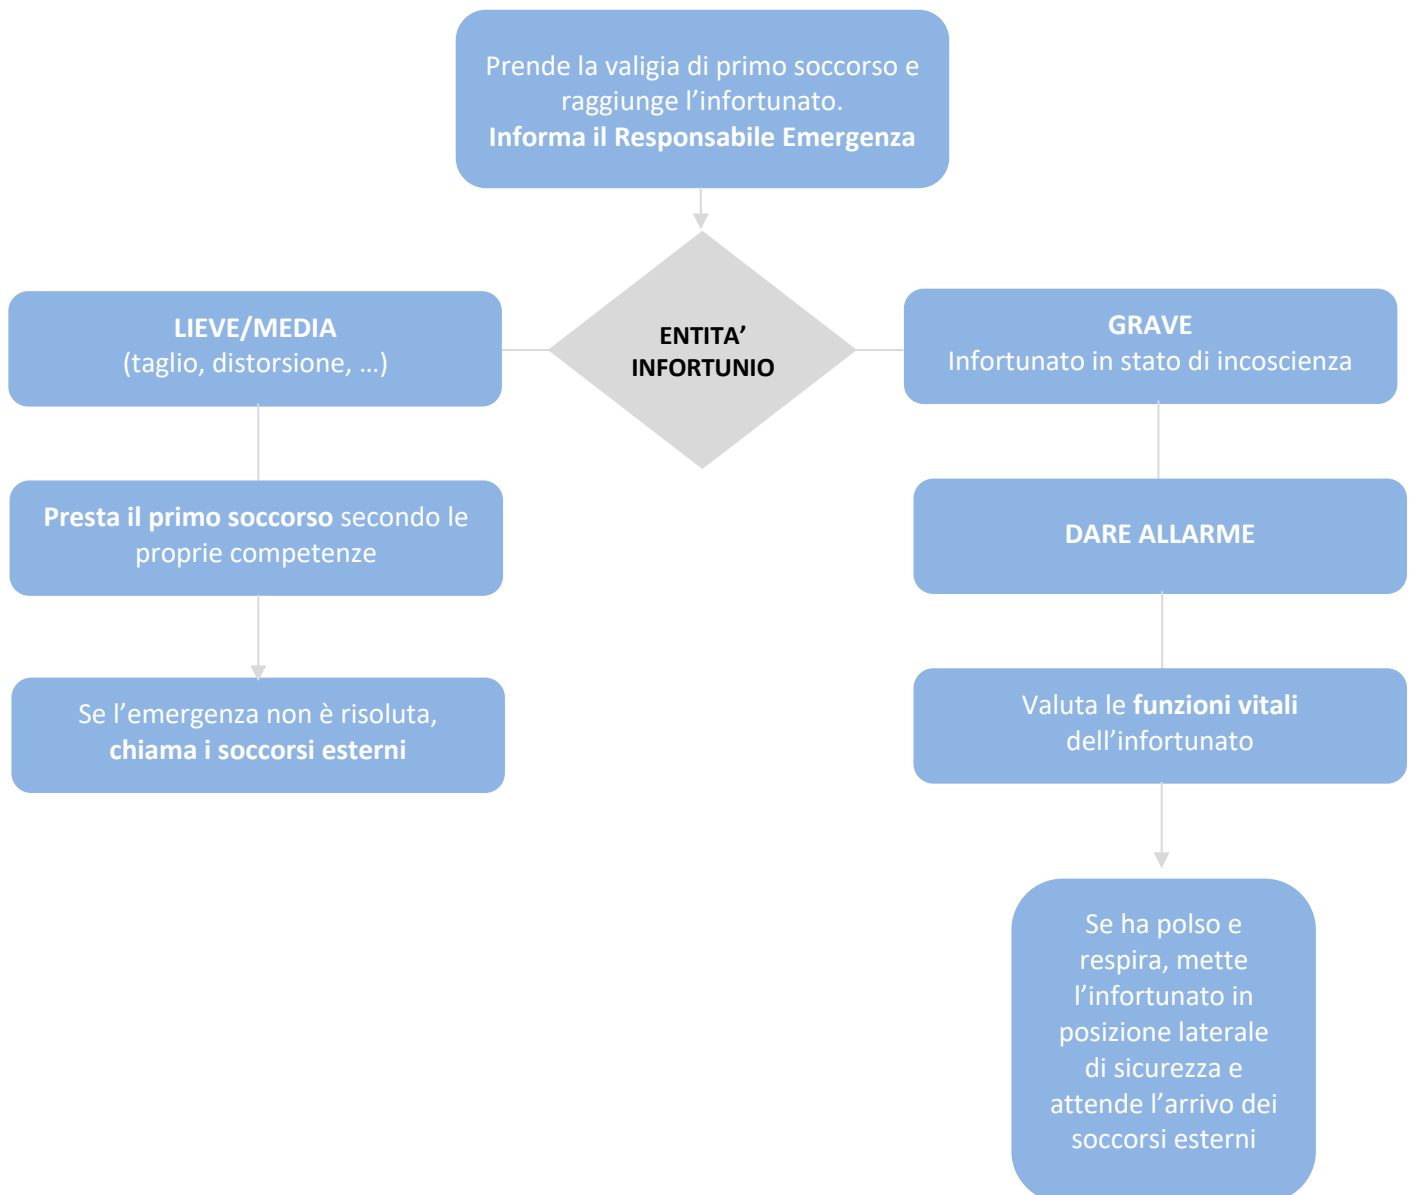 Prende la valigia di primo soccorso e
raggiunge l’infortunato.
Informa il Responsabile Emergenza
LIEVE/MEDIA
(taglio, distorsione, …)
ENTITA’
INFORTUNIO
GRAVE
Infortunato in stato di incoscienza
Presta il primo soccorso secondo le
proprie competenze
DARE ALLARME
Se l’emergenza non è risoluta,
chiama i soccorsi esterni
Valuta le funzioni vitali
dell’infortunato
Se ha polso e
respira, mette
l’infortunato in
posizione laterale
di sicurezza e
attende l’arrivo dei
soccorsi esterni